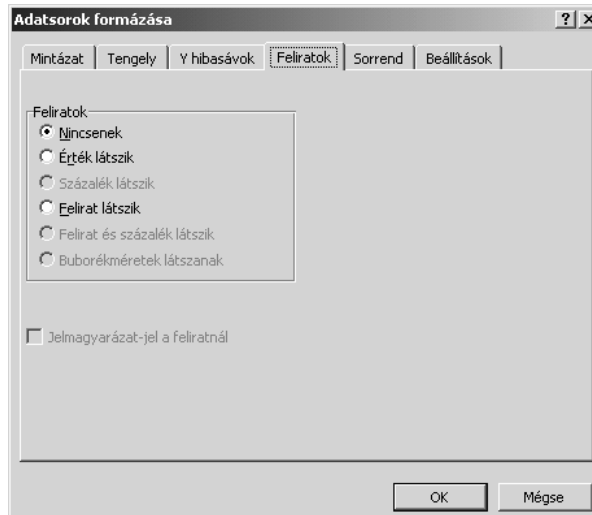 Adatsorok formázása
Mintázat Tengely Y hibasávok Feliratok Sorrend Beállítások
Feliratok
Nincsenek
Érték látszik
Százalék látszik
Felirat látszik
Felirat és százalék látszik
Buborékméretek látszanak
Jelmagyarázat-jel a feliratnál
OK Mégse